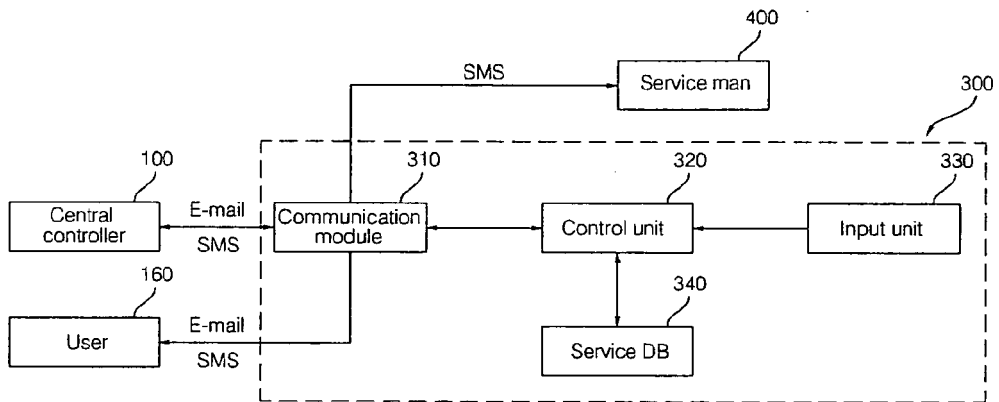 400
SMS
Service man
300
100
310
320
330
E-mail
Central
controller
SMS
Communication
module
Control unit
Input unit
160
E-mail
User
SMS
340
Service DB